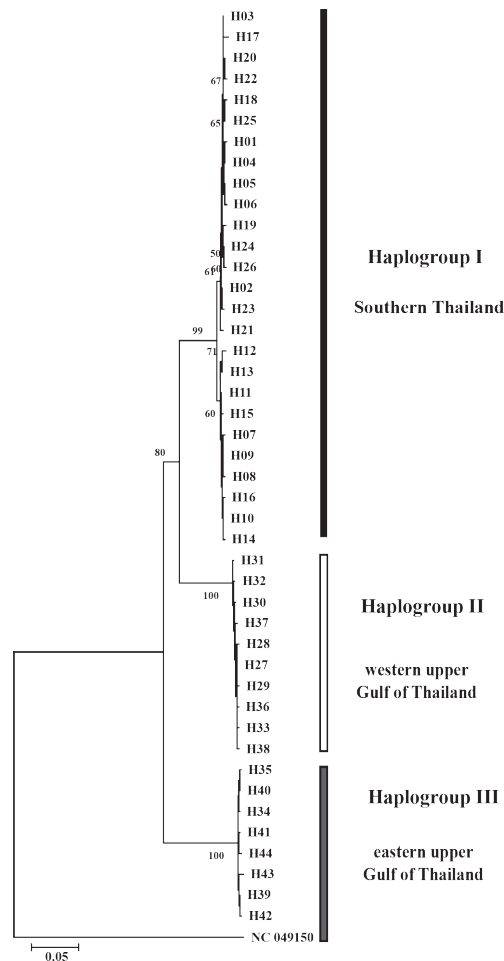 H03
H17
H20
H22
67
H18
65
H25
H01
H04
H05
H06
H19
50
H24
60
H26
61
H02
H23
99
H21
71
H12
H13
H11
60
H15
H07
80
H09
H08
H16
H10
H14
Haplogroup I
Southern Thailand
H31
100
H32
H30
H37
H28
H27
H29
H36
H33
H38
Haplogroup II
western upper
Gulf of Thailand
H35
H40
H34
H41
100
H44
H43
H39
H42
Haplogroup III
eastern upper
Gulf of Thailand
NC 049150
0.05